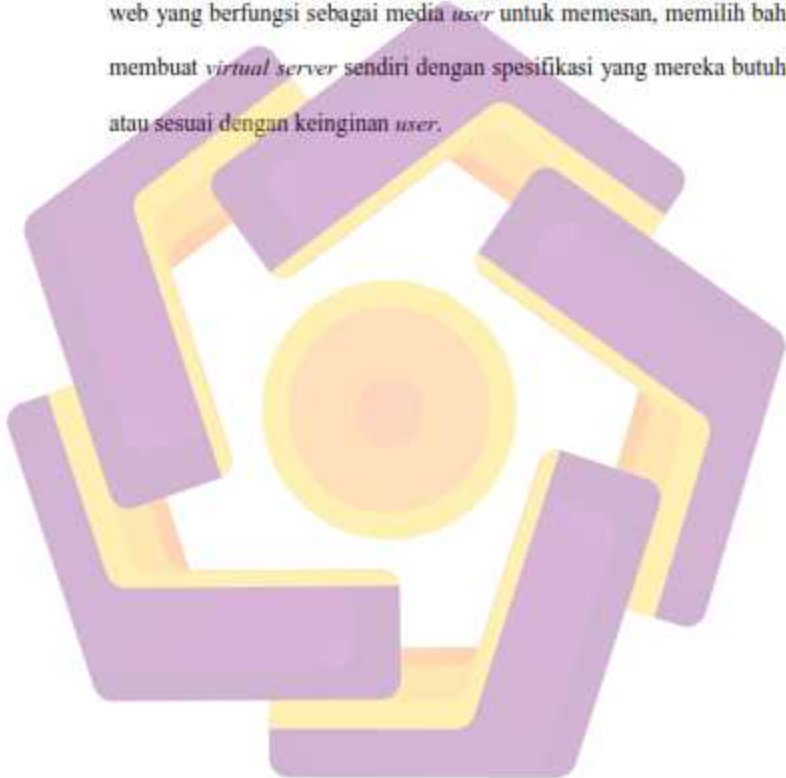 web yang berfungsi sebagai media user untuk memesan, memilih bah
membuat virtual server sendiri dengan spesifikasi yang mereka butuh
atau sesuai dengan keinginan user.